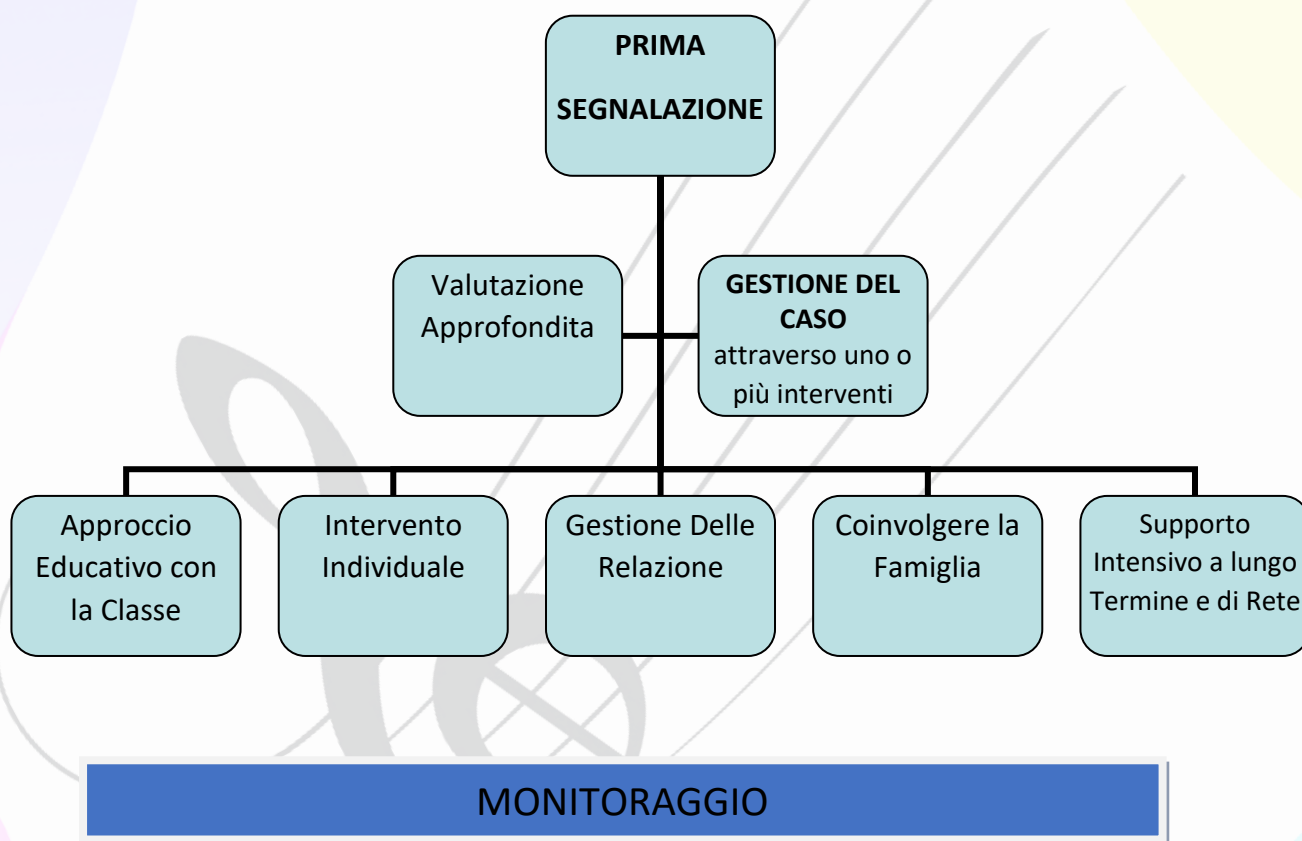 PRIMA
SEGNALAZIONE
Valutazione
Approfondita
GESTIONE DEL
CASO
attraverso uno o
più interventi
Approccio
Educativo con
la Classe
Intervento
Individuale
Gestione Delle
Relazione
Coinvolgere la
Famiglia
Supporto
Intensivo a lungo
Termine e di Rete
MONITORAGGIO